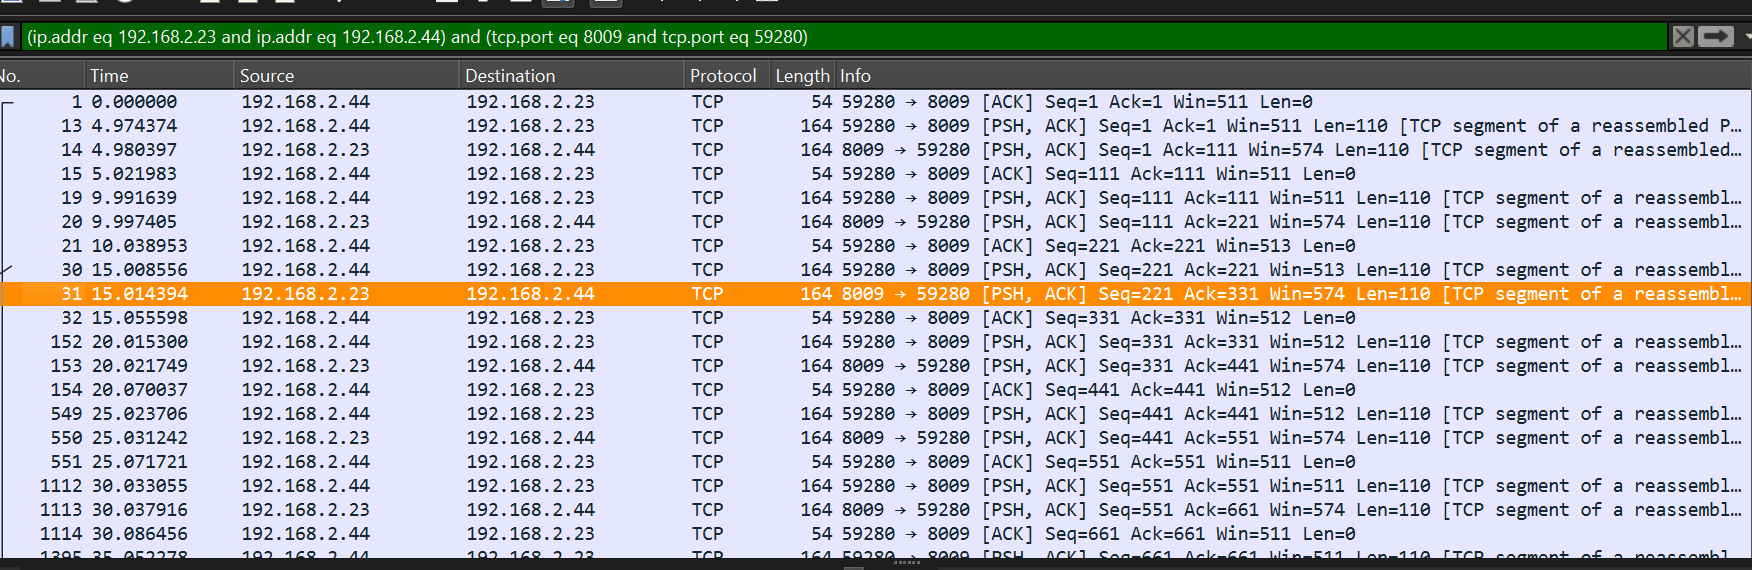 (ip.addr eq 192.168.2.23 and ip.addr eq 192.168.2.44) and (tcp.port eq 8009 and tcp.port eq 59280)
No. Time Source Destination Protocol Length Info
1 0.000000 192.168.2.44 192.168.2.23 TCP 54 59280 → 8009 [ACK] Seq=1 Ack=1 Win=511 Len=0
13 4.974374 192.168.2.44 192.168.2.23 TCP 164 59280 → 8009 [PSH, ACK] Seq=1 Ack=1 Win=511 Len=110 [TCP segment of a reassembled P…
14 4.980397 192.168.2.23 192.168.2.44 TCP 164 8009 → 59280 [PSH, ACK] Seq=1 Ack=111 Win=574 Len=110 [TCP segment of a reassembled…
15 5.021983 192.168.2.44 192.168.2.23 TCP 54 59280 → 8009 [ACK] Seq=111 Ack=111 Win=511 Len=0
19 9.991639 192.168.2.44 192.168.2.23 TCP 164 59280 → 8009 [PSH, ACK] Seq=111 Ack=111 Win=511 Len=110 [TCP segment of a reassembl…
20 9.997405 192.168.2.23 192.168.2.44 TCP 164 8009 → 59280 [PSH, ACK] Seq=111 Ack=221 Win=574 Len=110 [TCP segment of a reassembl…
21 10.038953 192.168.2.44 192.168.2.23 TCP 54 59280 → 8009 [ACK] Seq=221 Ack=221 Win=513 Len=0
30 15.008556 192.168.2.44 192.168.2.23 TCP 164 59280 → 8009 [PSH, ACK] Seq=221 Ack=221 Win=513 Len=110 [TCP segment of a reassembl…
31 15.014394 192.168.2.23 192.168.2.44 TCP 164 8009 → 59280 [PSH, ACK] Seq=221 Ack=331 Win=574 Len=110 [TCP segment of a reassembl…
32 15.055598 192.168.2.44 192.168.2.23 TCP 54 59280 → 8009 [ACK] Seq=331 Ack=331 Win=512 Len=0
152 20.015300 192.168.2.44 192.168.2.23 TCP 164 59280 → 8009 [PSH, ACK] Seq=331 Ack=331 Win=512 Len=110 [TCP segment of a reassembl…
153 20.021749 192.168.2.23 192.168.2.44 TCP 164 8009 → 59280 [PSH, ACK] Seq=331 Ack=441 Win=574 Len=110 [TCP segment of a reassembl…
154 20.070037 192.168.2.44 192.168.2.23 TCP 54 59280 → 8009 [ACK] Seq=441 Ack=441 Win=512 Len=0
549 25.023706 192.168.2.44 192.168.2.23 TCP 164 59280 → 8009 [PSH, ACK] Seq=441 Ack=441 Win=512 Len=110 [TCP segment of a reassembl…
550 25.031242 192.168.2.23 192.168.2.44 TCP 164 8009 → 59280 [PSH, ACK] Seq=441 Ack=551 Win=574 Len=110 [TCP segment of a reassembl…
551 25.071721 192.168.2.44 192.168.2.23 TCP 54 59280 → 8009 [ACK] Seq=551 Ack=551 Win=511 Len=0
1112 30.033055 192.168.2.44 192.168.2.23 TCP 164 59280 → 8009 [PSH, ACK] Seq=551 Ack=551 Win=511 Len=110 [TCP segment of a reassembl…
1113 30.037916 192.168.2.23 192.168.2.44 TCP 164 8009 → 59280 [PSH, ACK] Seq=551 Ack=661 Win=574 Len=110 [TCP segment of a reassembl…
1114 30.086456 192.168.2.44 192.168.2.23 TCP 54 59280 → 8009 [ACK] Seq=661 Ack=661 Win=511 Len=0
1395 35.052278 192.168.2.44 192.168.2.23 TCP 164 59280 → 8009 [PSH, ACK] Seq=661 Ack=661 Win=511 Len=110 [TCP segment of a reassembl…